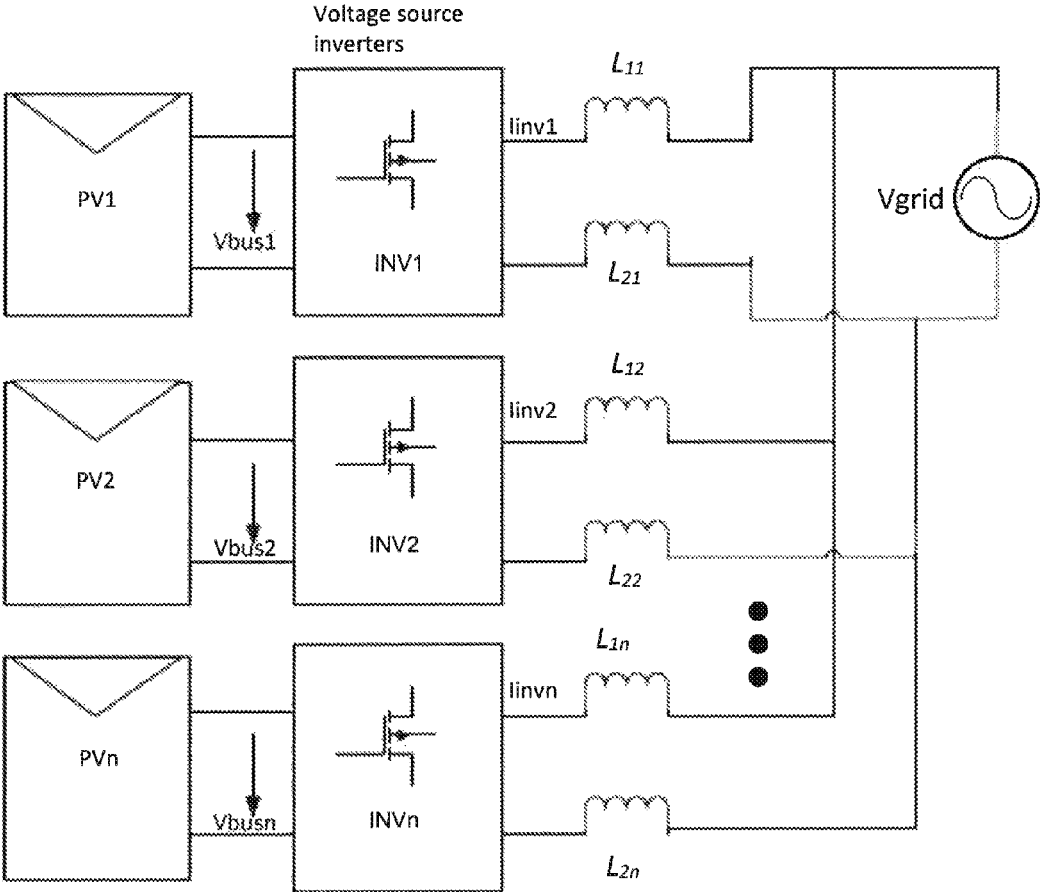 Voltage source
inverters
L11
Iinv1
PV1
Vbus1
INV1
L21
Vgrid
L12
Iinv2
PV2
Vbus2
INV2
L22
L1n
Iinvn
PVn
Vbusn
INVn
L2n